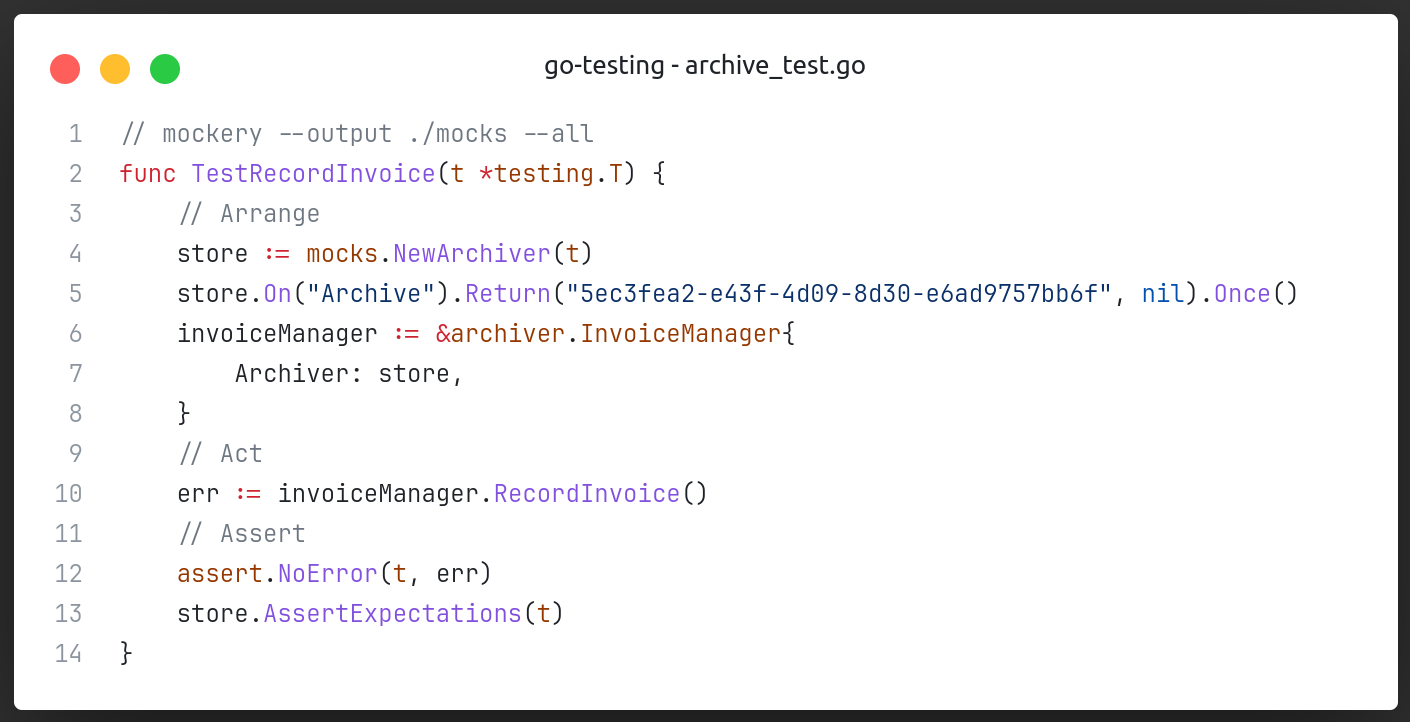 go-testing - archive_test.go
1 // mockery --output ./mocks --all
2 func TestRecordInvoice(t *testing.T) {
3     // Arrange
4     store := mocks.NewArchiver(t)
5     store.On("Archive").Return("5ec3fea2-e43f-4d09-8d30-e6ad9757bb6f", nil).Once()
6     invoiceManager := &archiver.InvoiceManager{
7         Archiver: store,
8     }
9     // Act
10     err := invoiceManager.RecordInvoice()
11     // Assert
12     assert.NoError(t, err)
13     store.AssertExpectations(t)
14 }